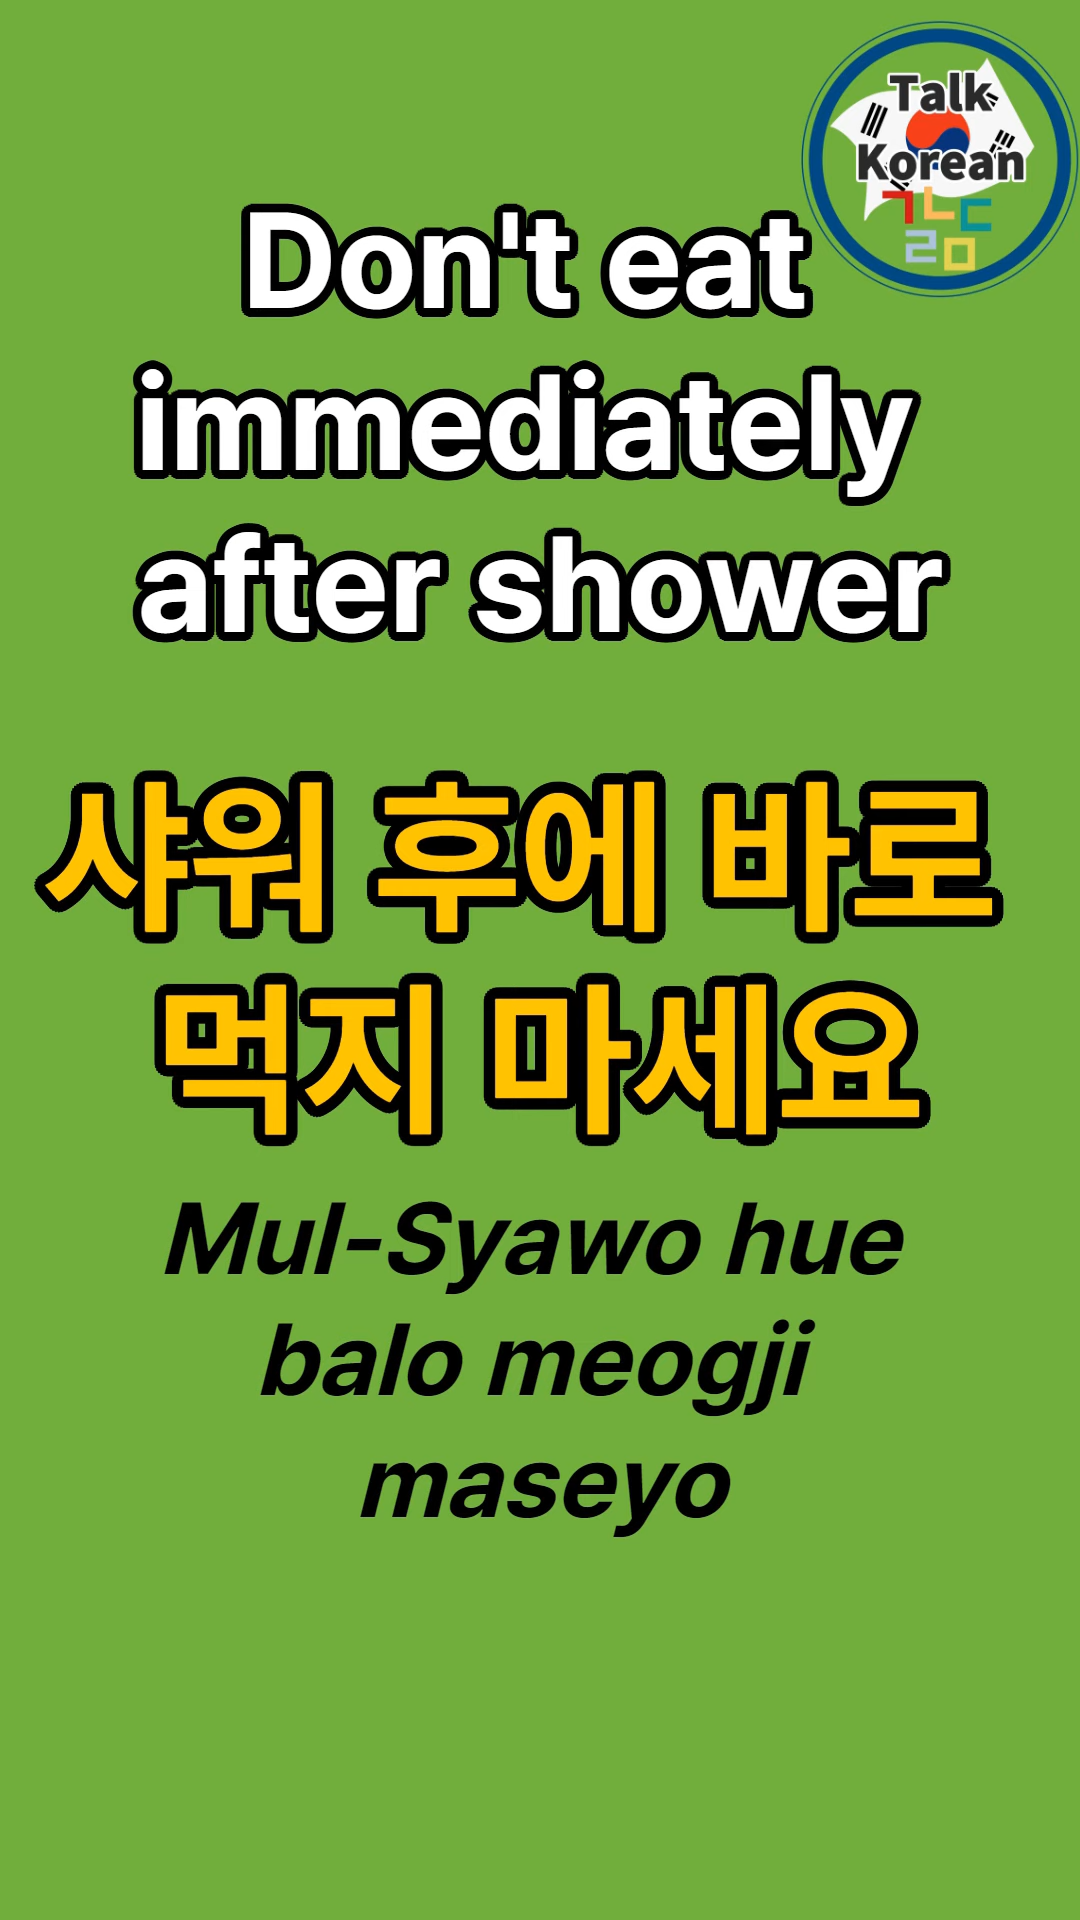 Talk
Korean
ㄱㄴㄷ
ㄹㅁ
Don't eat
immediately
after shower
샤워 후에 바로
먹지 마세요
Mul-Syawo hue
balo meogji
maseyo